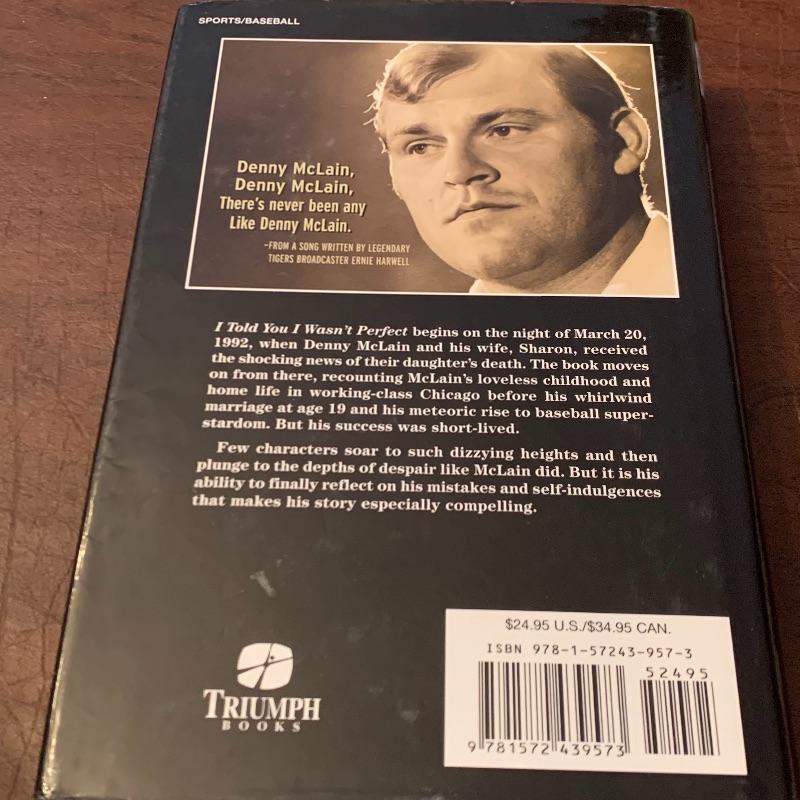 SPORTS/BASEBALL
Denny McLain,
Denny McLain,
There's never been any
Like Denny McLain.
–FROM A SONG WRITTEN BY LEGENDARY
TIGERS BROADCASTER ERNIE HARWELL
I Told You I Wasn't Perfect begins on the night of March 20,
1992, when Denny McLain and his wife, Sharon, received
the shocking news of their daughter's death. The book moves
on from there, recounting McLain's loveless childhood and
home life in working-class Chicago before his whirlwind
marriage at age 19 and his meteoric rise to baseball super-
stardom. But his success was short-lived.
Few characters soar to such dizzying heights and then
plunge to the depths of despair like McLain did. But it is his
ability to finally reflect on his mistakes and self-indulgences
that makes his story especially compelling.
TRIUMPH
BOOKS
$24.95 U.S./$34.95 CAN.
ISBN 978-1-57243-957-3
52495
9 781572 439573